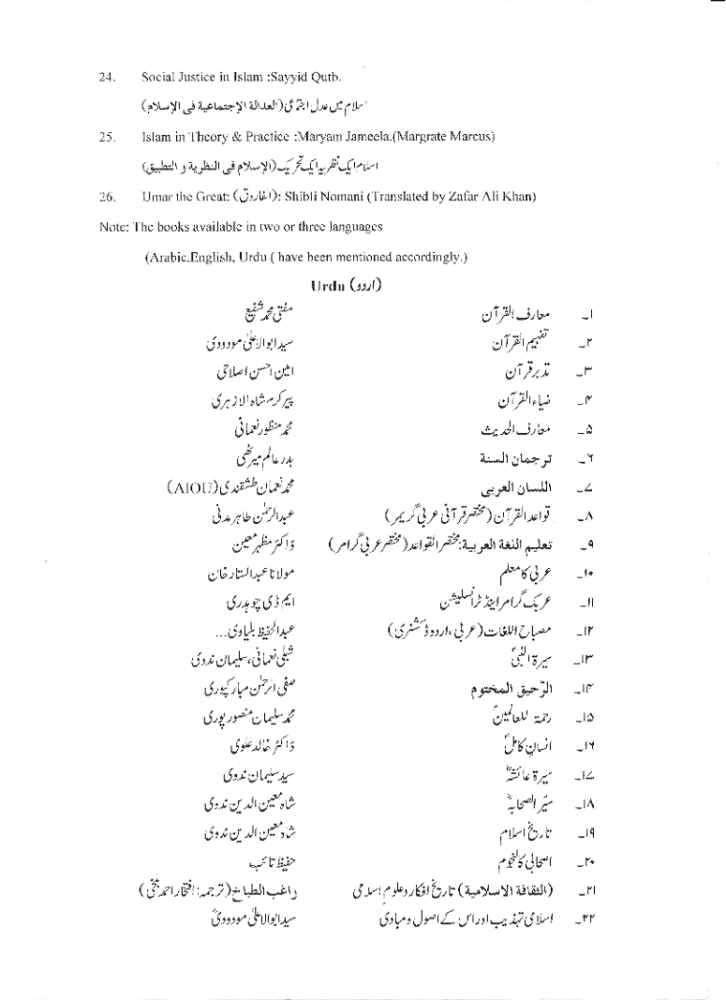 24. Social Justice in Islam :Sayyid Qutb.
اسلام میں عدل اجتماعی (العدالة الإجتماعية في الإسلام)
25. Islam in Theory & Practice :Maryam Jameela.(Margrate Marcus)
اسلام ایک نظریہ ایک تحریک (الإسلام في النظرية و التطبيق)
26. Umar the Great: (الفاروق): Shibli Nomani (Translated by Zafar Ali Khan)
Note: The books available in two or three languages
(Arabic,English, Urdu ( have been mentioned accordingly.)
Urdu (اردو)
۱۔ معارف القرآن مفتی محمد شفیع
۲۔ تفہیم القرآن سید ابوالاعلیٰ مودودی
۳۔ تدبر قرآن امین احسن اصلاحی
۴۔ ضیاء القرآن پیر کرم شاہ الازہری
۵۔ معارف الحدیث محمد منظور نعمانی
۶۔ ترجمان السنة بدر عالم میرٹھی
۷۔ اللسان العربي محمد نعمان طشقندی (AIOU)
۸۔ قواعد القرآن (مختصر قرآنی عربی گریمر) عبدالرحمٰن طاہر مدنی
۹۔ تعليم اللغة العربية: مختصر القواعد (مختصر عربی گرامر) ڈاکٹر مظہر معین
۱۰۔ عربی کا معلم مولانا عبدالستار خان
۱۱۔ عربک گرامر اینڈ ٹرانسلیشن ایم ڈی چوہدری
۱۲۔ مصباح اللغات (عربی، اردو ڈکشنری) عبدالحفیظ بلیاوی...
۱۳۔ سیرۃ النبیؐ شبلی نعمانی، سلیمان ندوی
۱۴۔ الرّحیق المختوم صفی الرحمٰن مبارکپوری
۱۵۔ رحمۃ للعالمینؐ محمد سلیمان منصور پوری
۱۶۔ انسان کاملؐ ڈاکٹر خالد علوی
۱۷۔ سیرۃ عائشہؓ سید سلیمان ندوی
۱۸۔ سیَر الصحابہؓ شاہ معین الدین ندوی
۱۹۔ تاریخ اسلام شاہ معین الدین ندوی
۲۰۔ اصحابی کالنجوم حفیظ تائب
۲۱۔ (الثقافة الاسلامية) تاریخ افکار و علوم اسلامی راغب الطباخ (ترجمہ: افتخار احمد بلخی)
۲۲۔ اسلامی تہذیب اور اس کے اصول و مبادی سید ابوالاعلیٰ مودودیؒ